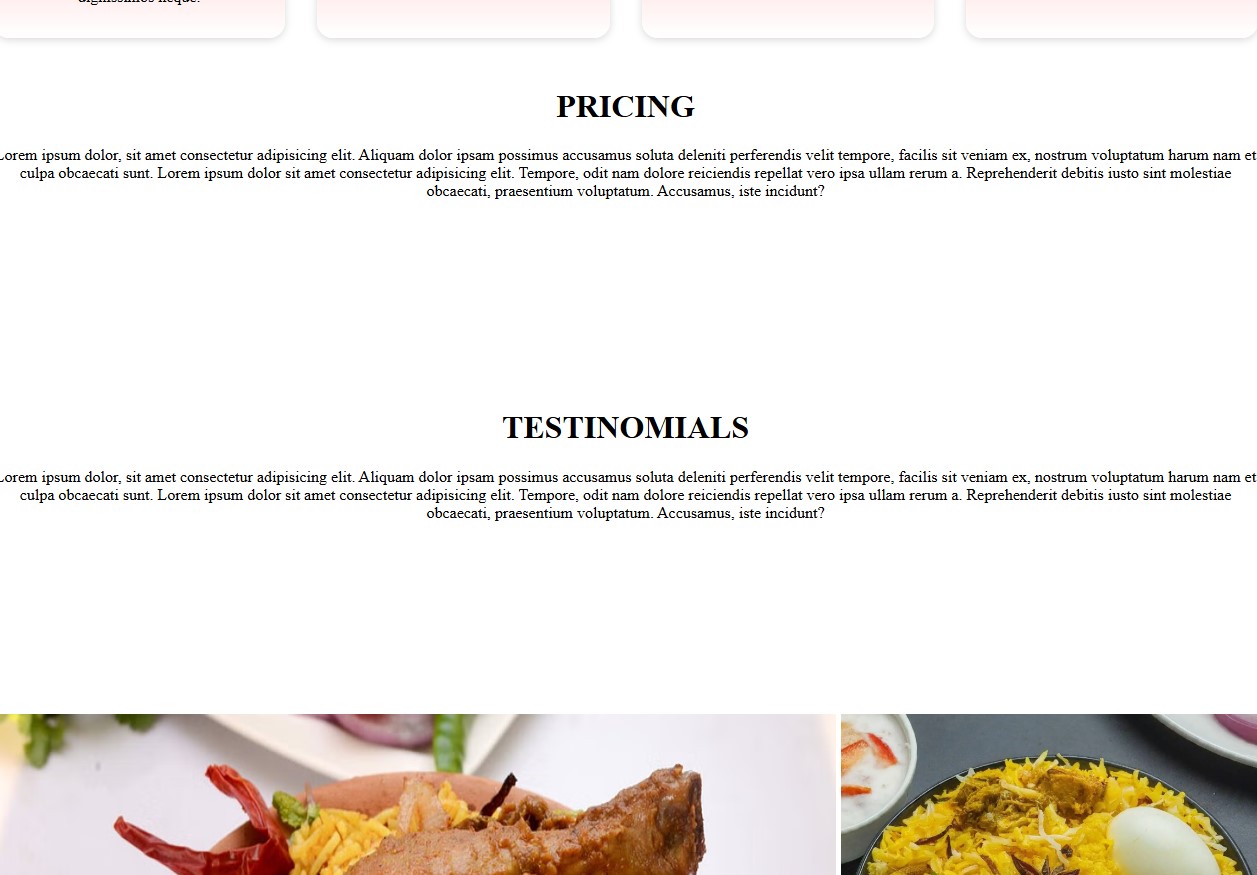 dignissimos neque.
PRICING
Lorem ipsum dolor, sit amet consectetur adipisicing elit. Aliquam dolor ipsam possimus accusamus soluta deleniti perferendis velit tempore, facilis sit veniam ex, nostrum voluptatum harum nam et
culpa obcaecati sunt. Lorem ipsum dolor sit amet consectetur adipisicing elit. Tempore, odit nam dolore reiciendis repellat vero ipsa ullam rerum a. Reprehenderit debitis iusto sint molestiae
obcaecati, praesentium voluptatum. Accusamus, iste incidunt?
TESTINOMIALS
Lorem ipsum dolor, sit amet consectetur adipisicing elit. Aliquam dolor ipsam possimus accusamus soluta deleniti perferendis velit tempore, facilis sit veniam ex, nostrum voluptatum harum nam et
culpa obcaecati sunt. Lorem ipsum dolor sit amet consectetur adipisicing elit. Tempore, odit nam dolore reiciendis repellat vero ipsa ullam rerum a. Reprehenderit debitis iusto sint molestiae
obcaecati, praesentium voluptatum. Accusamus, iste incidunt?